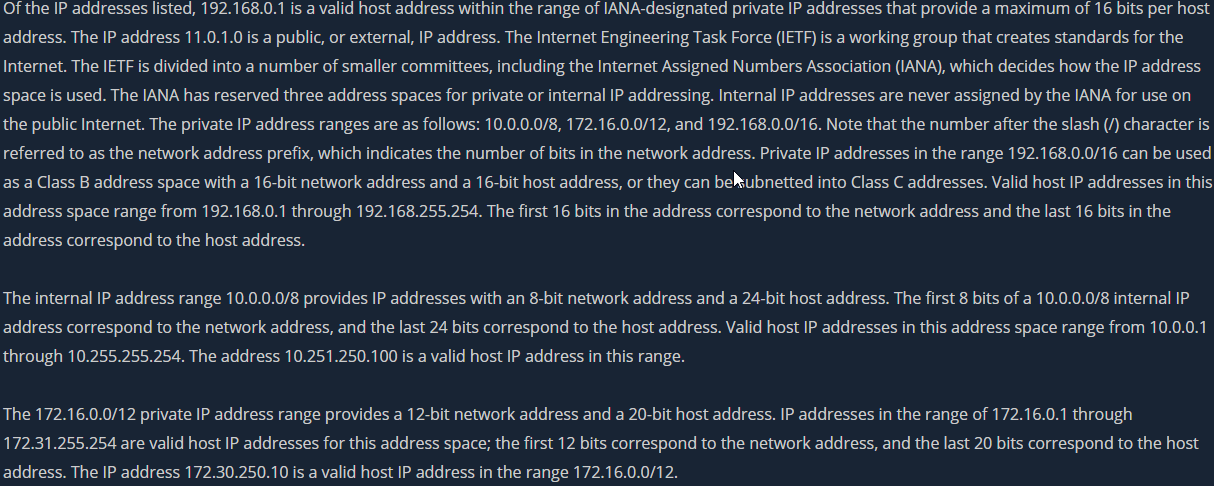 Of the IP addresses listed, 192.168.0.1 is a valid host address within the range of IANA-designated private IP addresses that provide a maximum of 16 bits per host
address. The IP address 11.0.1.0 is a public, or external, IP address. The Internet Engineering Task Force (IETF) is a working group that creates standards for the
Internet. The IETF is divided into a number of smaller committees, including the Internet Assigned Numbers Association (IANA), which decides how the IP address
space is used. The IANA has reserved three address spaces for private or internal IP addressing. Internal IP addresses are never assigned by the IANA for use on
the public Internet. The private IP address ranges are as follows: 10.0.0.0/8, 172.16.0.0/12, and 192.168.0.0/16. Note that the number after the slash (/) character is
referred to as the network address prefix, which indicates the number of bits in the network address. Private IP addresses in the range 192.168.0.0/16 can be used
as a Class B address space with a 16-bit network address and a 16-bit host address, or they can be subnetted into Class C addresses. Valid host IP addresses in this
address space range from 192.168.0.1 through 192.168.255.254. The first 16 bits in the address correspond to the network address and the last 16 bits in the
address correspond to the host address.
The internal IP address range 10.0.0.0/8 provides IP addresses with an 8-bit network address and a 24-bit host address. The first 8 bits of a 10.0.0.0/8 internal IP
address correspond to the network address, and the last 24 bits correspond to the host address. Valid host IP addresses in this address space range from 10.0.0.1
through 10.255.255.254. The address 10.251.250.100 is a valid host IP address in this range.
The 172.16.0.0/12 private IP address range provides a 12-bit network address and a 20-bit host address. IP addresses in the range of 172.16.0.1 through
172.31.255.254 are valid host IP addresses for this address space; the first 12 bits correspond to the network address, and the last 20 bits correspond to the host
address. The IP address 172.30.250.10 is a valid host IP address in the range 172.16.0.0/12.